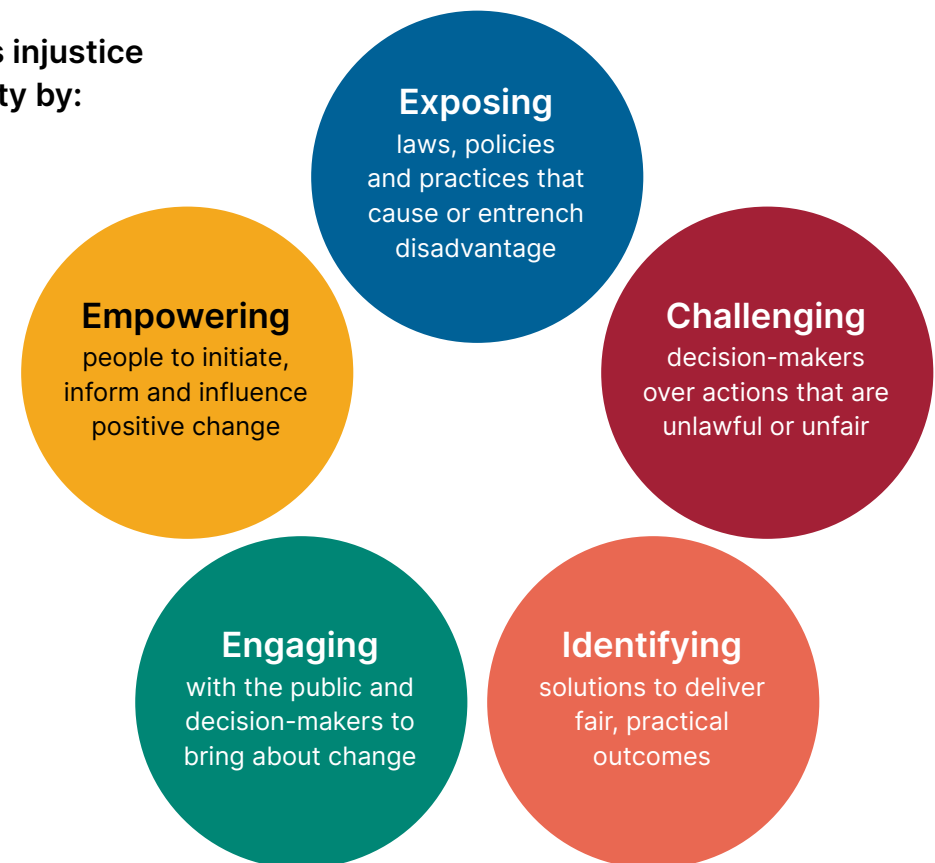 s injustice
ty by:
Exposing
laws, policies
and practices that
cause or entrench
disadvantage
Challenging
decision-makers
over actions that are
unlawful or unfair
Identifying
solutions to deliver
fair, practical
outcomes
Engaging
with the public and
decision-makers to
bring about change
Empowering
people to initiate,
inform and influence
positive change